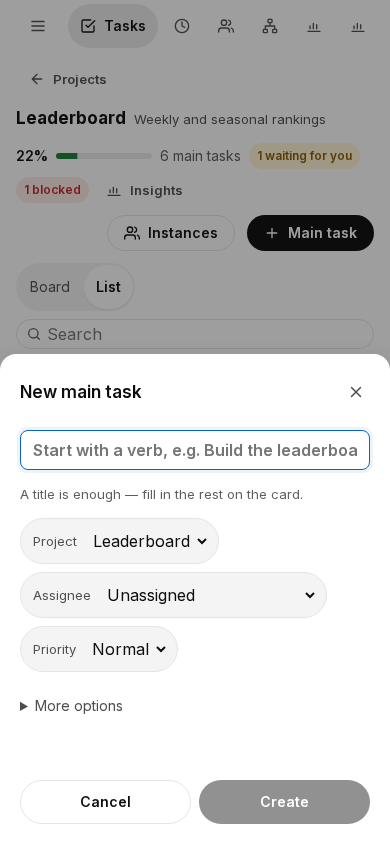 Tasks
Projects
Leaderboard Weekly and seasonal rankings
22% 6 main tasks 1 waiting for you
1 blocked Insights
Instances Main task
Board List
Search
New main task
Start with a verb, e.g. Build the leaderboa
A title is enough — fill in the rest on the card.
Project Leaderboard
Assignee Unassigned
Priority Normal
More options
Cancel Create